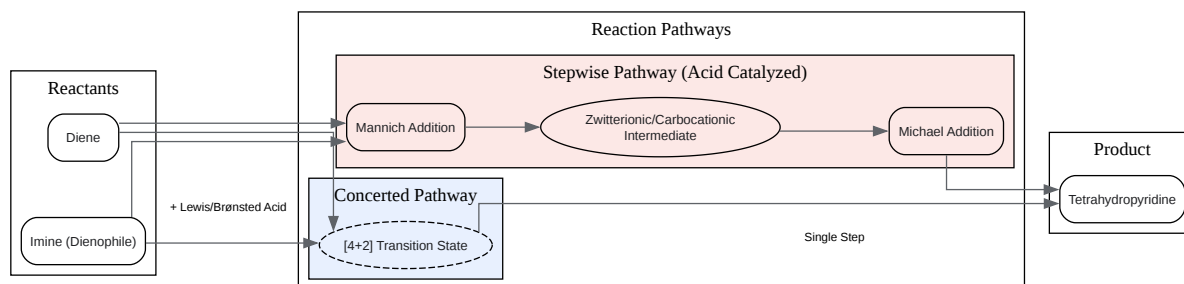 Reaction Pathways
Stepwise Pathway (Acid Catalyzed)
Reactants
Diene
Mannich Addition
Zwitterionic/Carbocationic
Intermediate
Michael Addition
Product
Concerted Pathway
Tetrahydropyridine
+ Lewis/Brønsted Acid
Imine (Dienophile)
[4+2] Transition State
Single Step